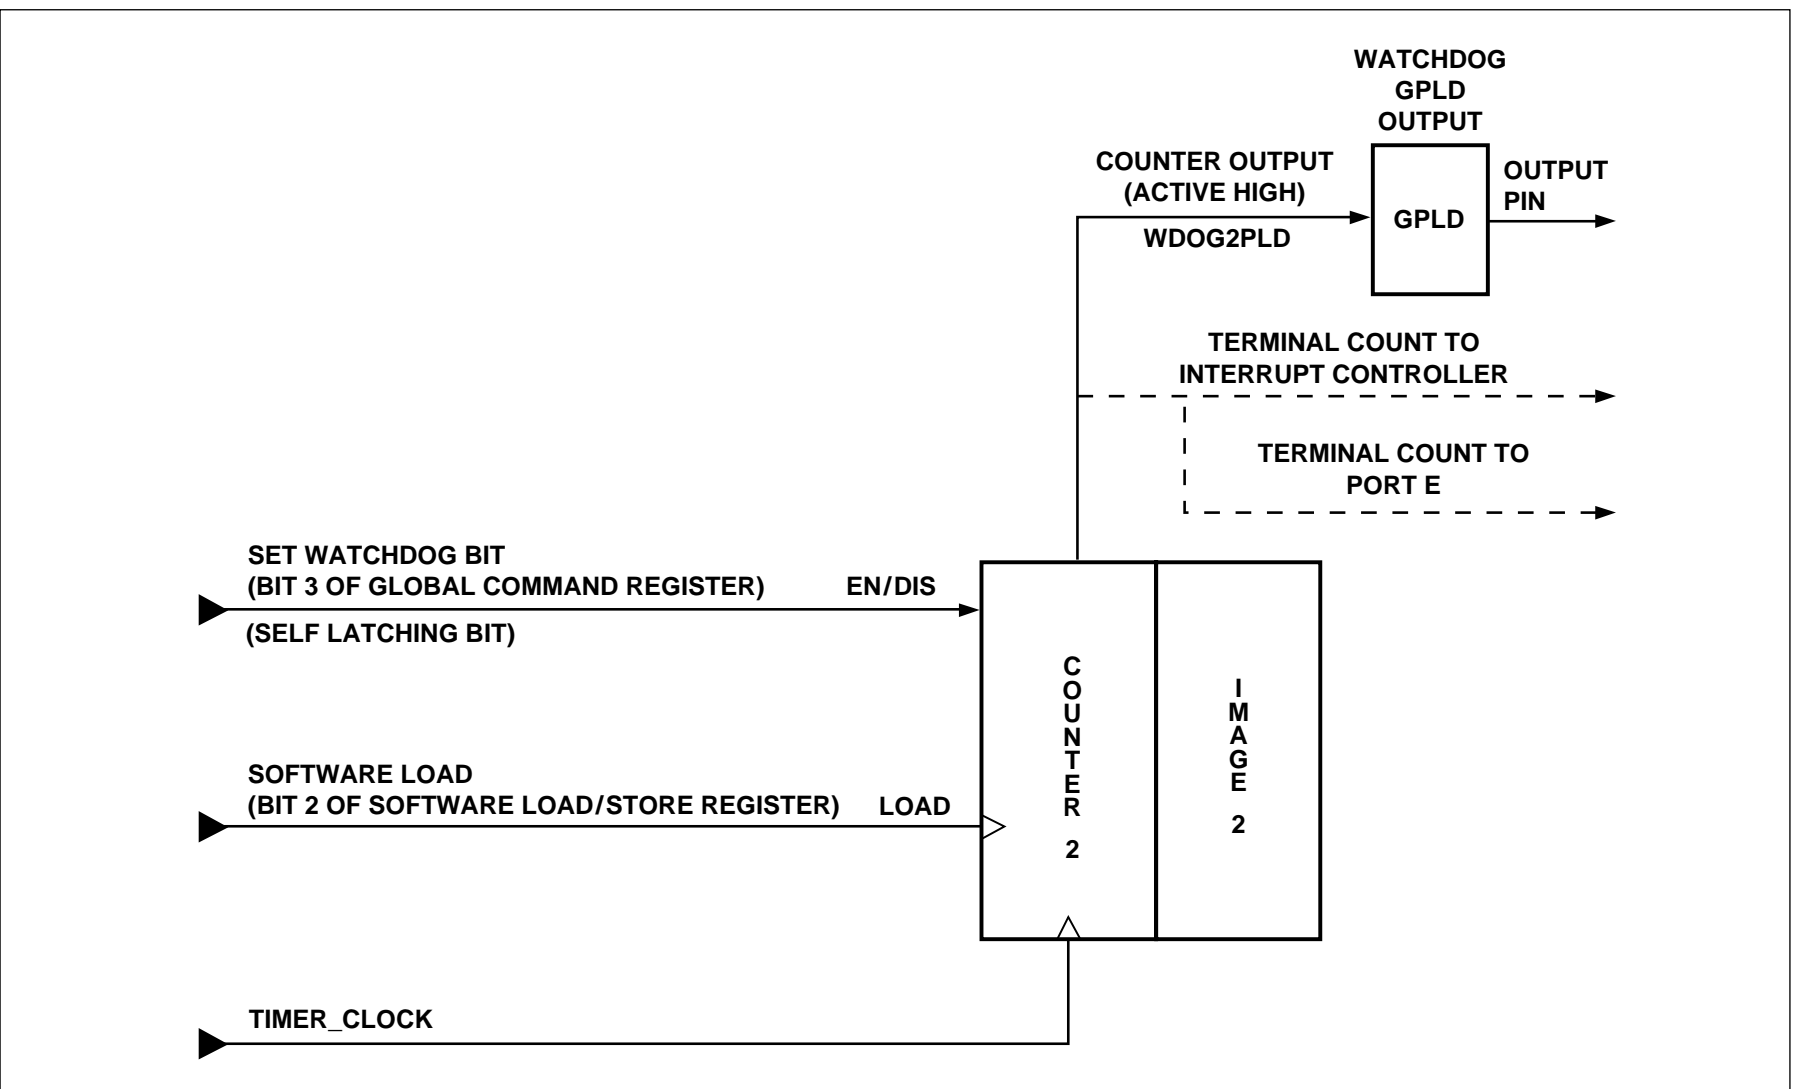 WATCHDOG
GPLD
OUTPUT
COUNTER OUTPUT
(ACTIVE HIGH)
WDOG2PLD
GPLD
OUTPUT
PIN
TERMINAL COUNT TO
INTERRUPT CONTROLLER
TERMINAL COUNT TO
PORT E
SET WATCHDOG BIT
(BIT 3 OF GLOBAL COMMAND REGISTER) EN/DIS
(SELF LATCHING BIT)
SOFTWARE LOAD
(BIT 2 OF SOFTWARE LOAD/STORE REGISTER) LOAD
COUNTER 2
IMAGE 2
TIMER_CLOCK